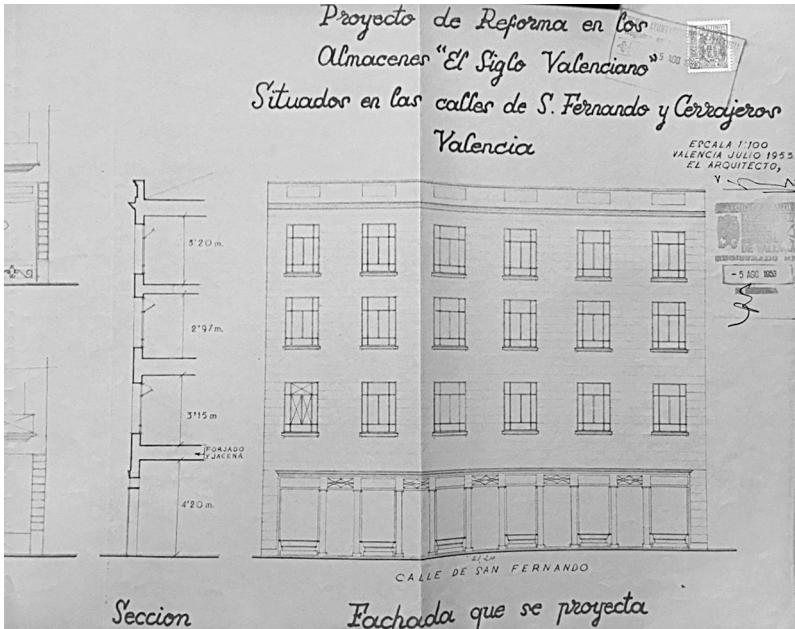 Proyecto de Reforma en los
Almacenes "El Siglo Valenciano"
Situados en las calles de S. Fernando y Cerrajeros
Valencia
ESCALA 1:100
VALENCIA JULIO 1953
EL ARQUITECTO,
- 5 AGO 1953
3'20 m.
2'97 m.
3'15 m
FORJADO
Y JACENA
4'20 m.
CALLE DE SAN FERNANDO
Seccion
Fachada que se proyecta